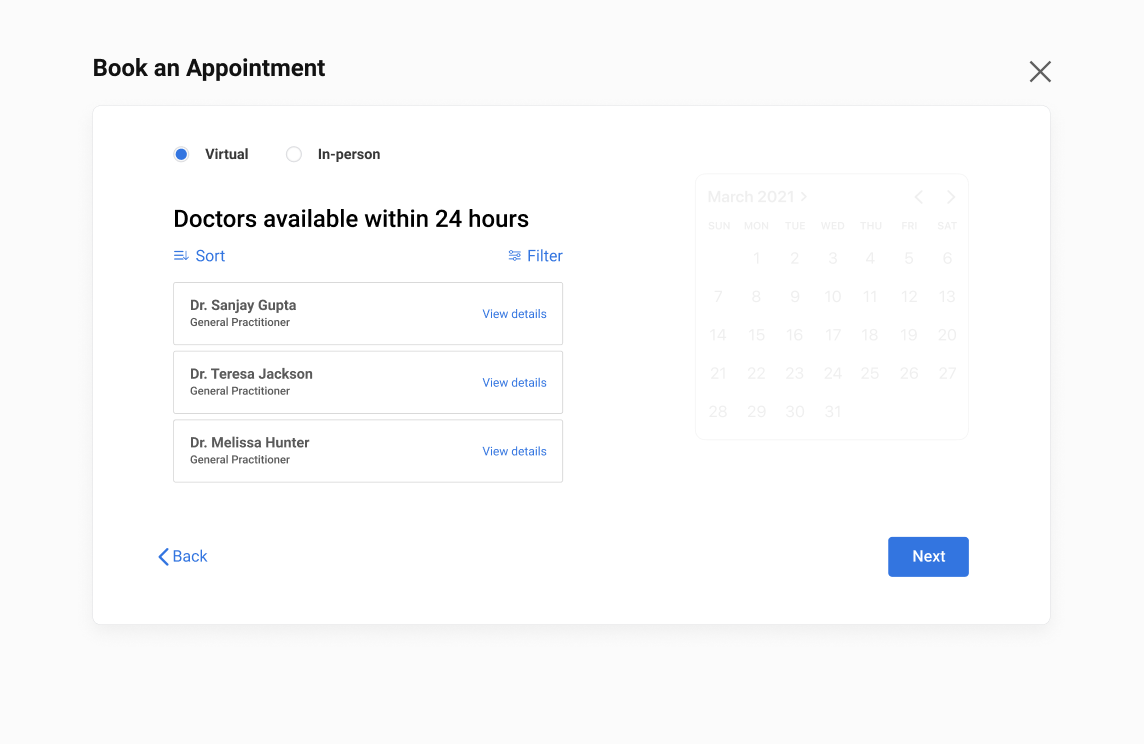 Book an Appointment
Virtual In-person
Doctors available within 24 hours
Sort Filter
Dr. Sanjay Gupta
General Practitioner
View details
Dr. Teresa Jackson
General Practitioner
View details
Dr. Melissa Hunter
General Practitioner
View details
March 2021
SUN MON TUE WED THU FRI SAT
1 2 3 4 5 6
7 8 9 10 11 12 13
14 15 16 17 18 19 20
21 22 23 24 25 26 27
28 29 30 31
Back
Next